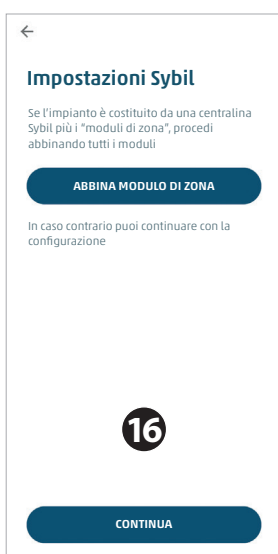 Impostazioni Sybil
Se l'impianto è costituito da una centralina
Sybil più i “moduli di zona”, procedi
abbinando tutti i moduli
ABBINA MODULO DI ZONA
In caso contrario puoi continuare con la
configurazione
16
CONTINUA